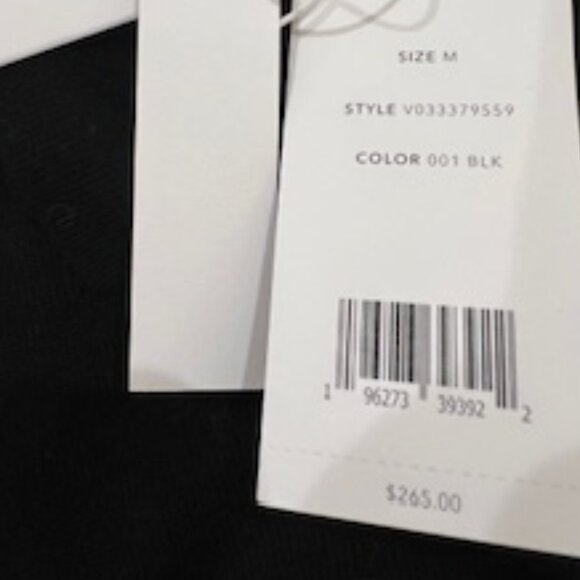 SIZE M
STYLE V033379559
COLOR 001 BLK
1 96273 39392 2
$265.00